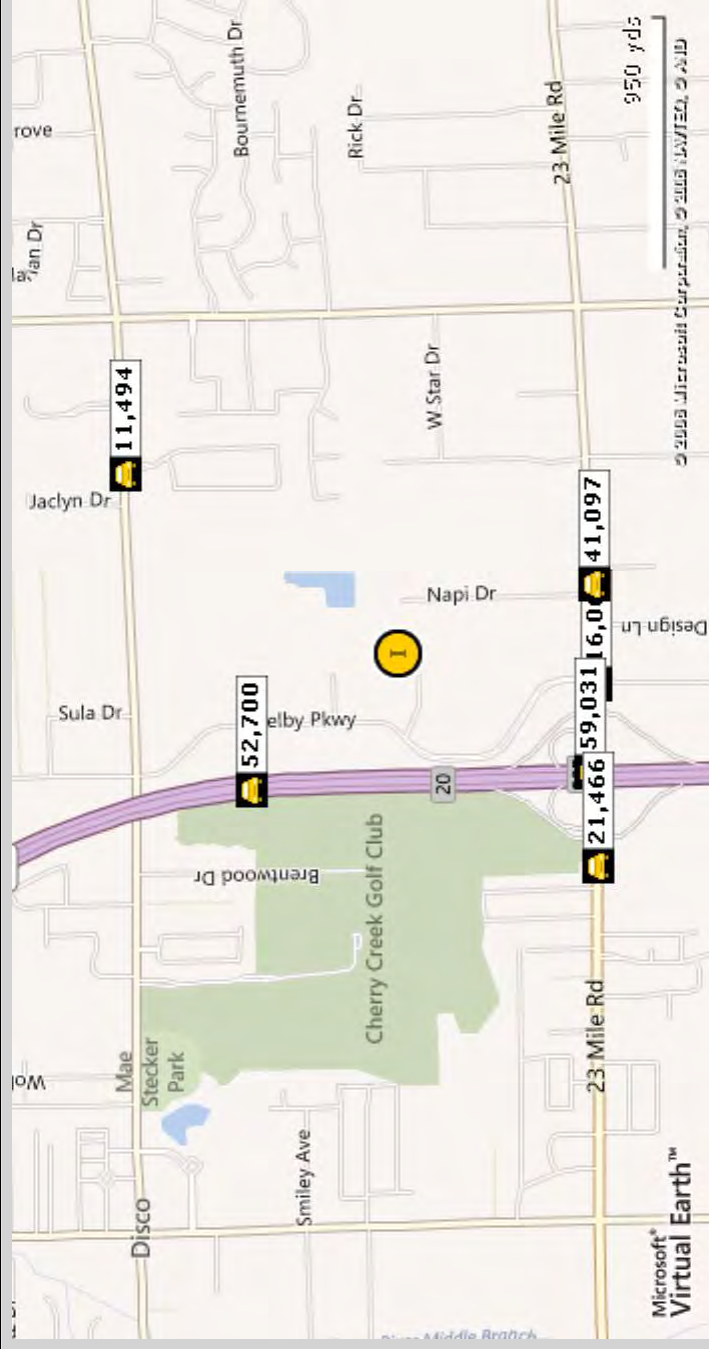 rove
Bournemuth Dr
Rick Dr
23 Mile Rd
950 yds
11,494
W Star Dr
Jaclyn Dr
41,097
Napi Dr
Design Ln
16,0
I
59,031
Sula Dr
52,700
elby Pkwy
20
21,466
Brentwood Dr
Cherry Creek Golf Club
Mae
Stecker
Park
23 Mile Rd
Smiley Ave
Disco
Microsoft®
Virtual Earth™